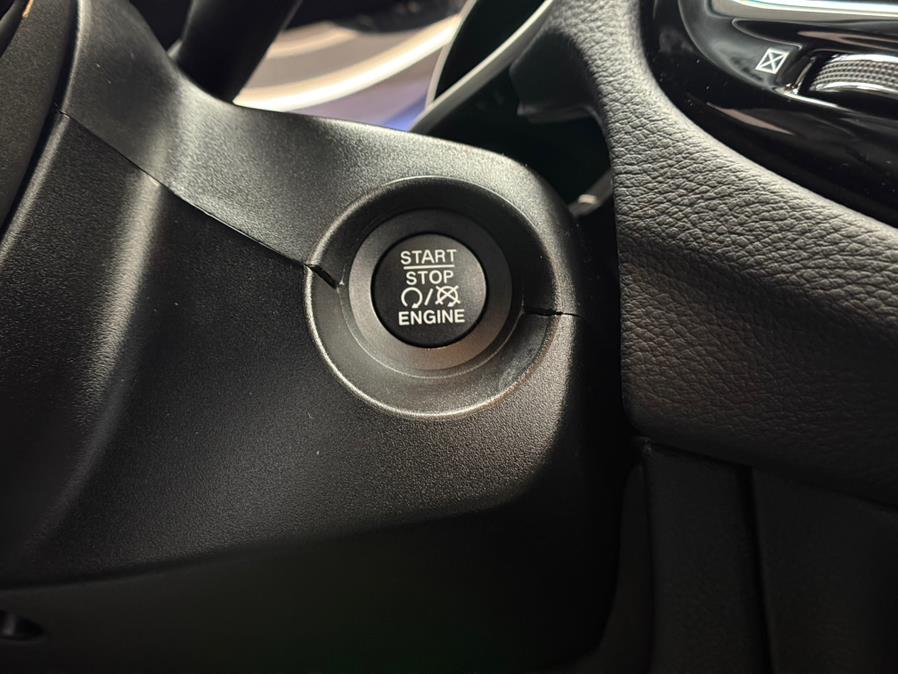 START
STOP
/
ENGINE